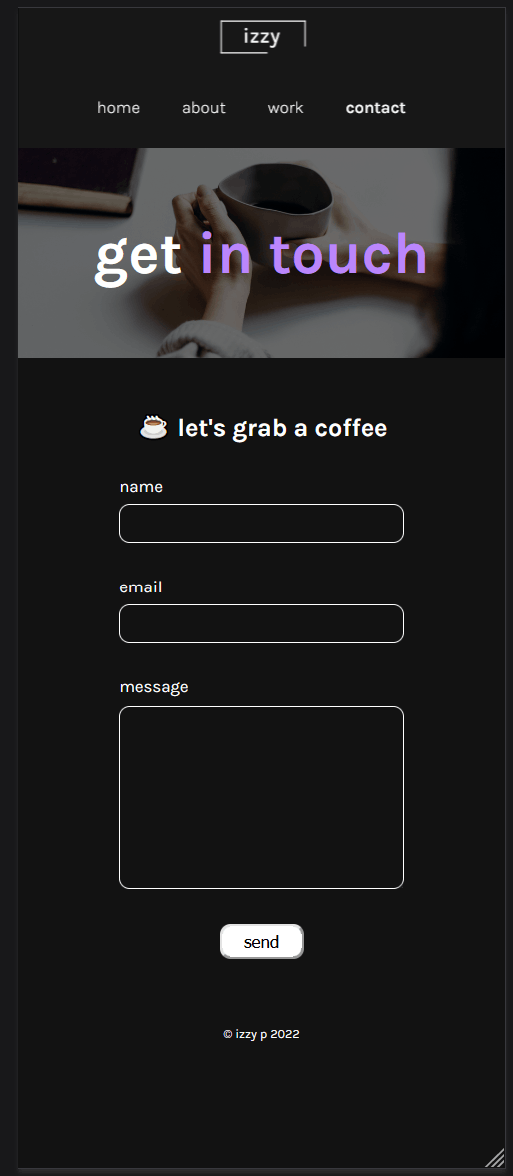 izzy
home about work contact
get in touch
☕ let's grab a coffee
name
email
message
send
© izzy p 2022